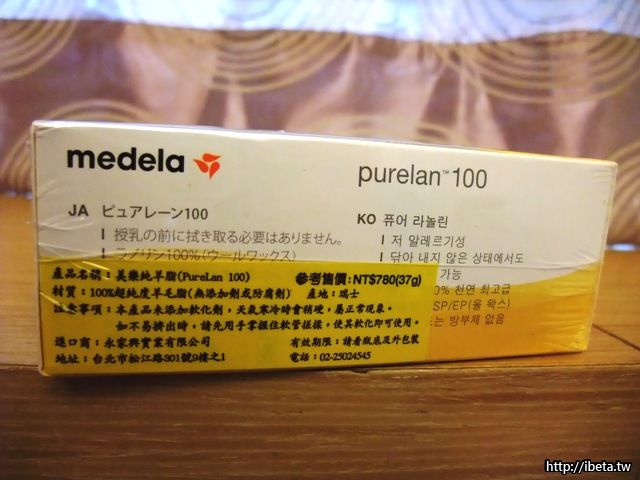 medela
purelan™ 100
JA ピュアレーン100
授乳の前に拭き取る必要はありません。
ラノリン100%(ウールワックス)
KO 퓨어 라놀린
저 알레르기성
닦아 내지 않은 상태에서도
가능
0% 천연 최고급
SP/EP(울 왁스)
또는 방부제 없음
產品名稱:美樂純羊脂(PureLan 100)
參考售價:NT$780(37g)
材質:100%超純度羊毛脂(無添加劑或防腐劑)
產地:瑞士
注意事項:本產品未添加軟化劑,天氣寒冷時會稍硬,易正常現象。
如不易擠出時,請先用手掌握住軟管搓揉,使其軟化即可使用。
進口商:永家興實業有限公司
有效期限:請看瓶底及外包裝
地址:台北市松江路301號9樓之1
電話:02-25024545
http://ibeta.tw